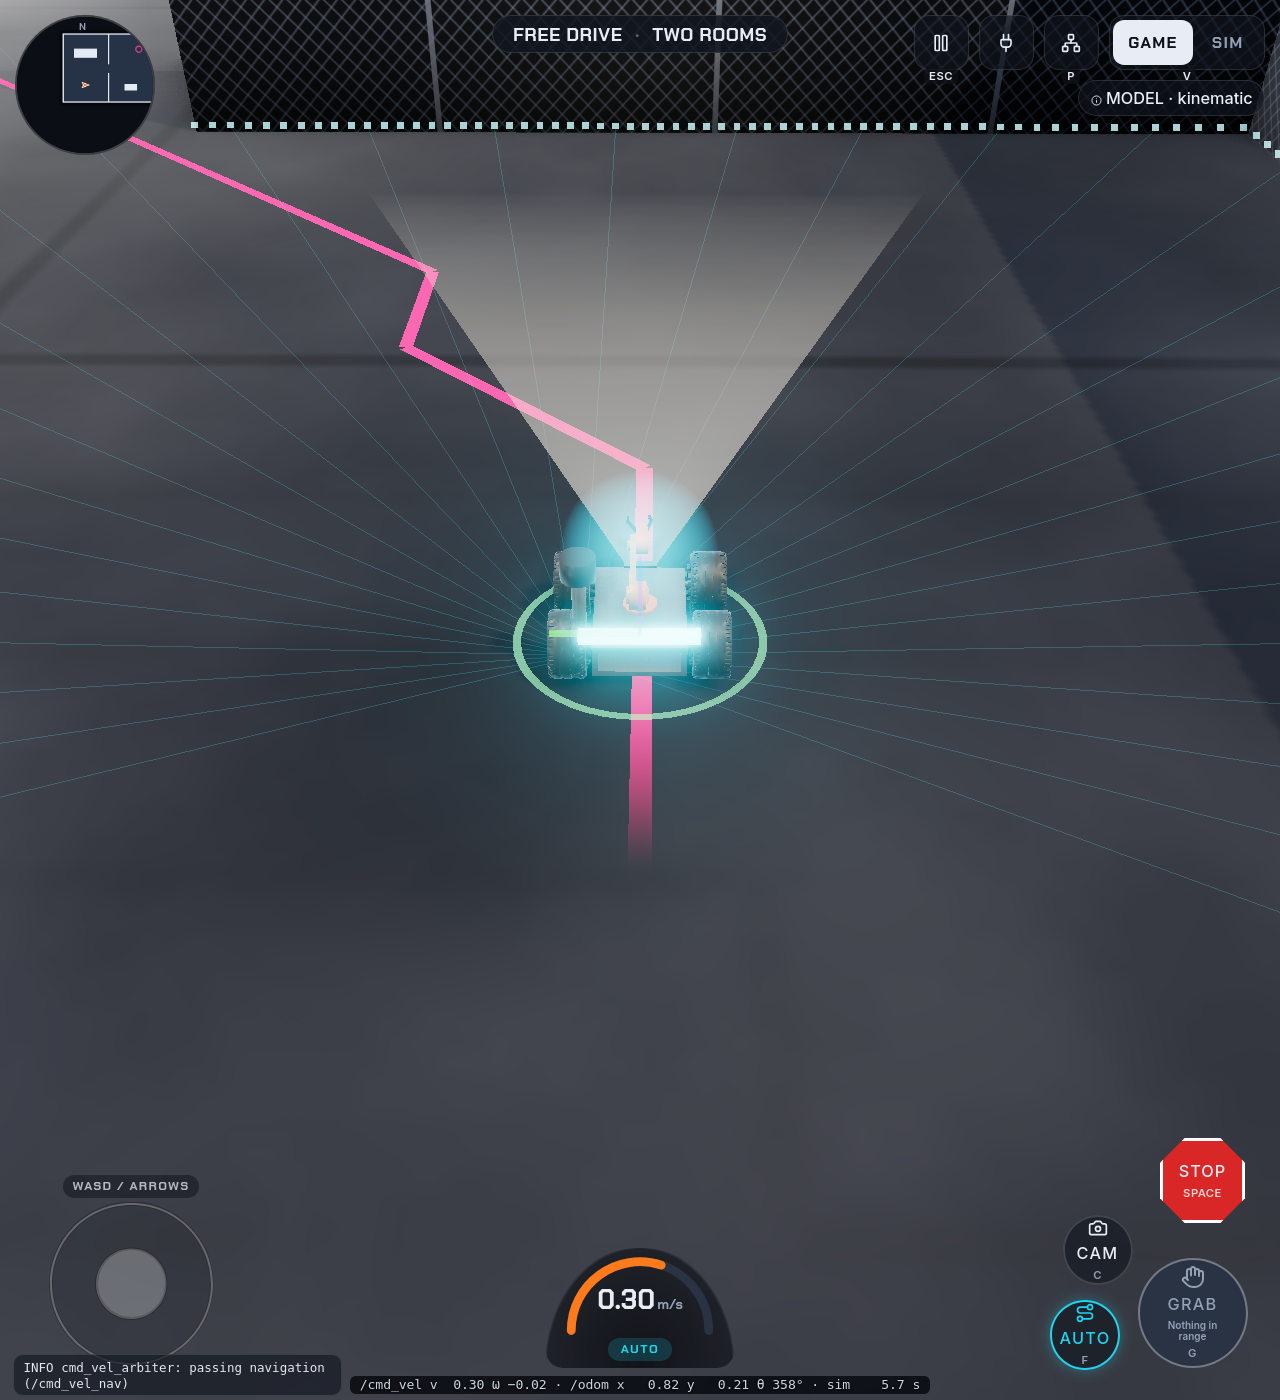 N
FREE DRIVE · TWO ROOMS
ESC
P
GAME
SIM
V
MODEL · kinematic
WASD / ARROWS
STOP
SPACE
CAM
C
GRAB
Nothing in
range
G
AUTO
F
0.30 m/s
AUTO
INFO cmd_vel_arbiter: passing navigation
(/cmd_vel_nav)
/cmd_vel v 0.30 ω −0.02 · /odom x 0.82 y 0.21 θ 358° · sim 5.7 s